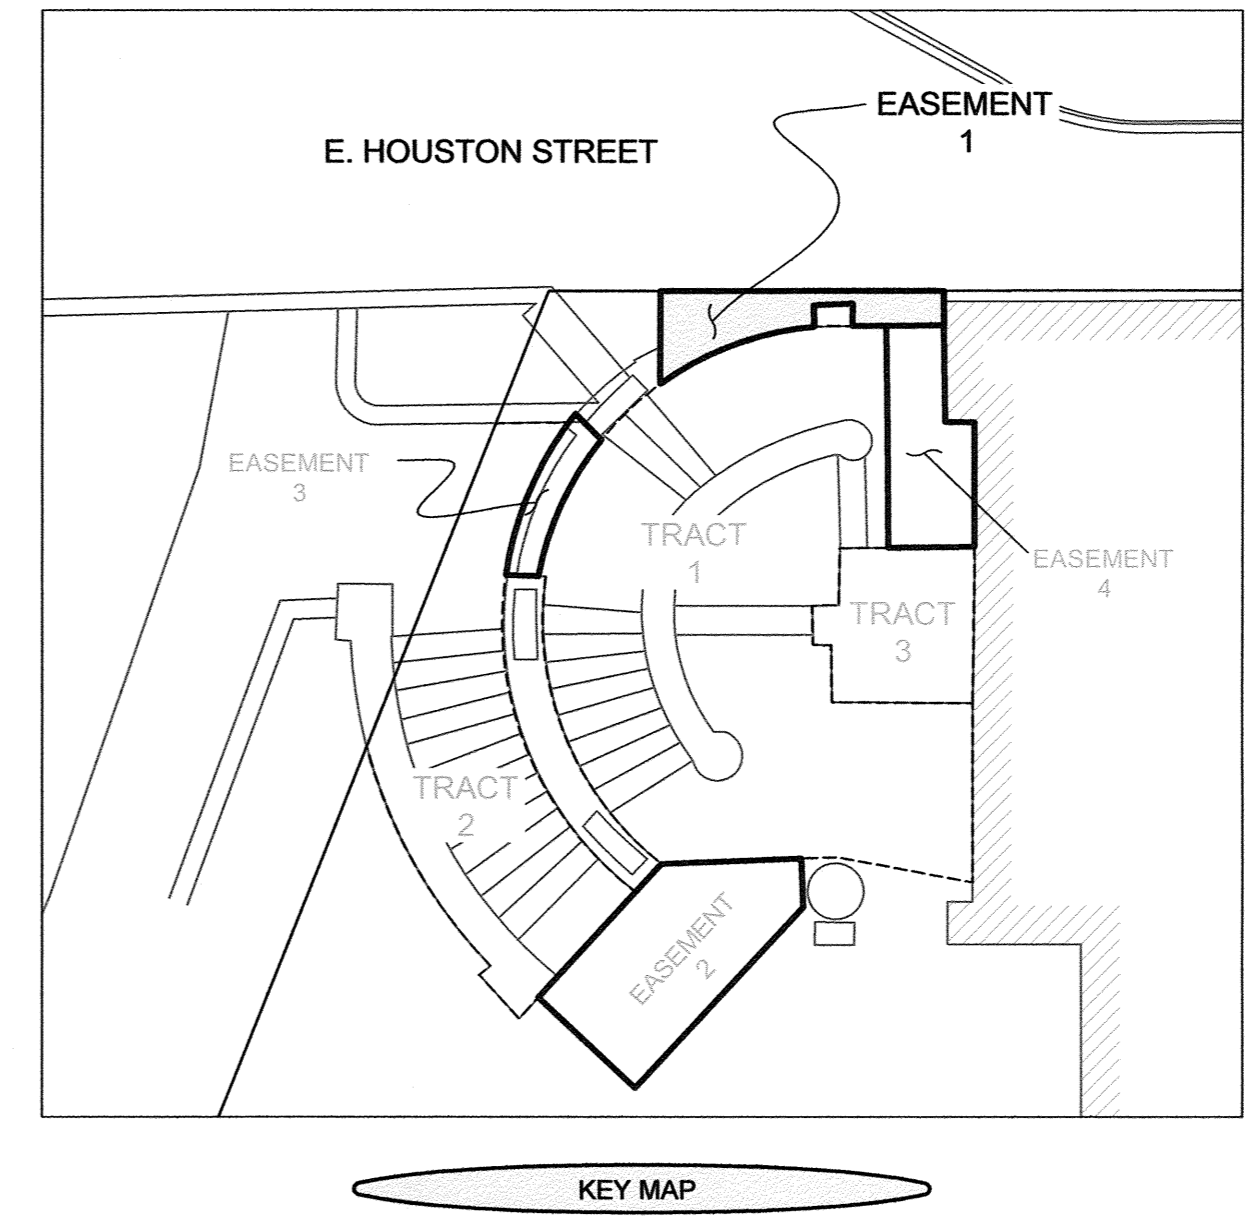 EASEMENT
1
E. HOUSTON STREET
EASEMENT
3
TRACT
1
EASEMENT
4
TRACT
3
TRACT
2
EASEMENT
2
KEY MAP